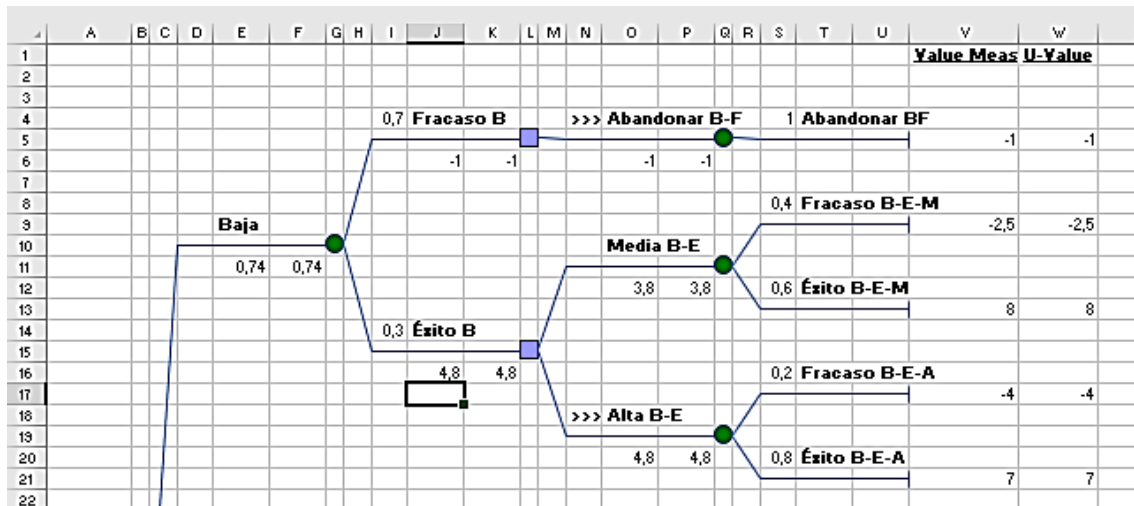 A B C D E F G H I J K L M N O P Q R S T U V W
1 Value Meas U-Value
2
3
4 0,7 Fracaso B >>> Abandonar B-F 1 Abandonar BF
5 -1 -1
6 -1 -1 -1 -1
7
8 0,4 Fracaso B-E-M
9 Baja -2,5 -2,5
10 Media B-E
11 0,74 0,74
12 3,8 3,8 0,6 Éxito B-E-M
13 8 8
14 0,3 Éxito B
15
16 4,8 4,8 0,2 Fracaso B-E-A
17 -4 -4
18 >>> Alta B-E
19
20 4,8 4,8 0,8 Éxito B-E-A
21 7 7
22